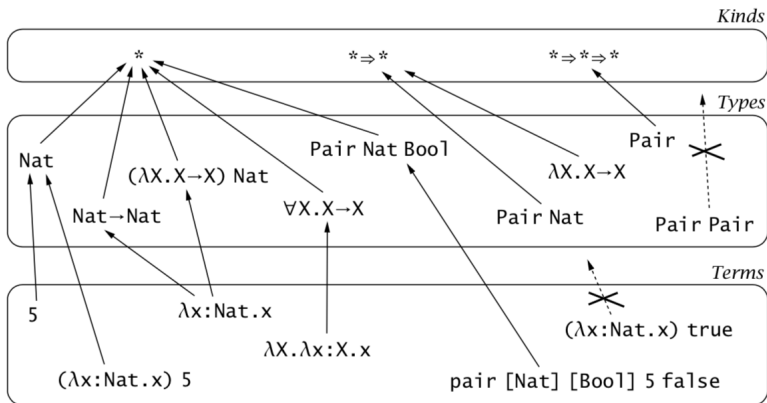 Kinds
*
*⇒*
*⇒*⇒*
Types
Nat
Pair Nat Bool
Pair
(λX.X→X) Nat
λX.X→X
Nat→Nat
∀X.X→X
Pair Nat
Pair Pair
Terms
5
λx:Nat.x
(λx:Nat.x) true
λX.λx:X.x
(λx:Nat.x) 5
pair [Nat] [Bool] 5 false